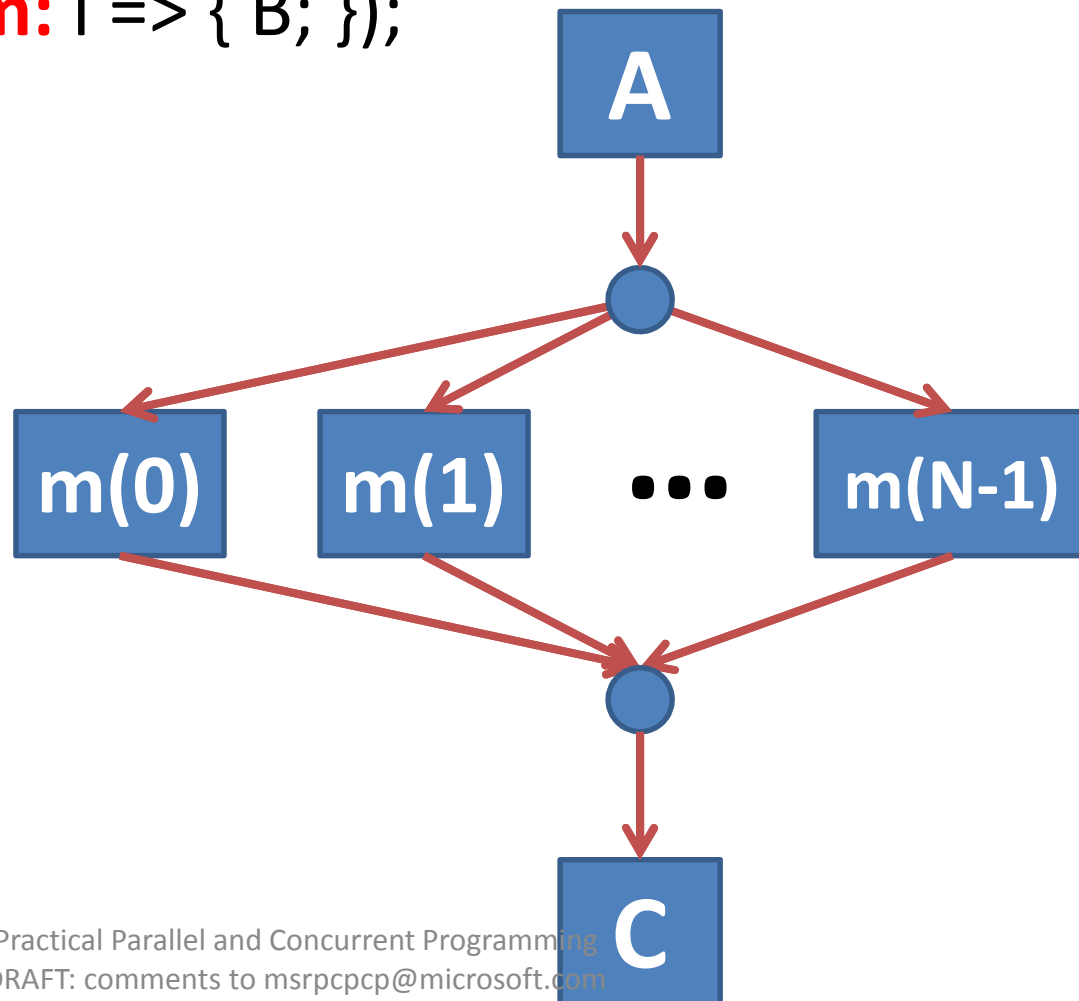 m: i => { B; });
A
m(0) m(1) ... m(N-1)
C
Practical Parallel and Concurrent Programming
DRAFT: comments to msrpcpcp@microsoft.com